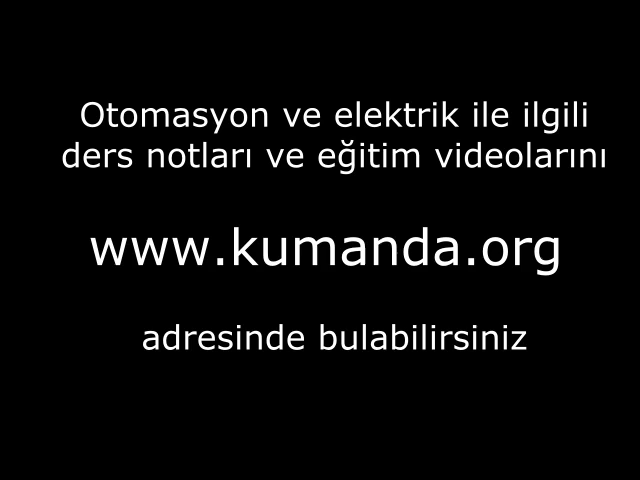 Otomasyon ve elektrik ile ilgili
ders notları ve eğitim videolarını
www.kumanda.org
adresinde bulabilirsiniz